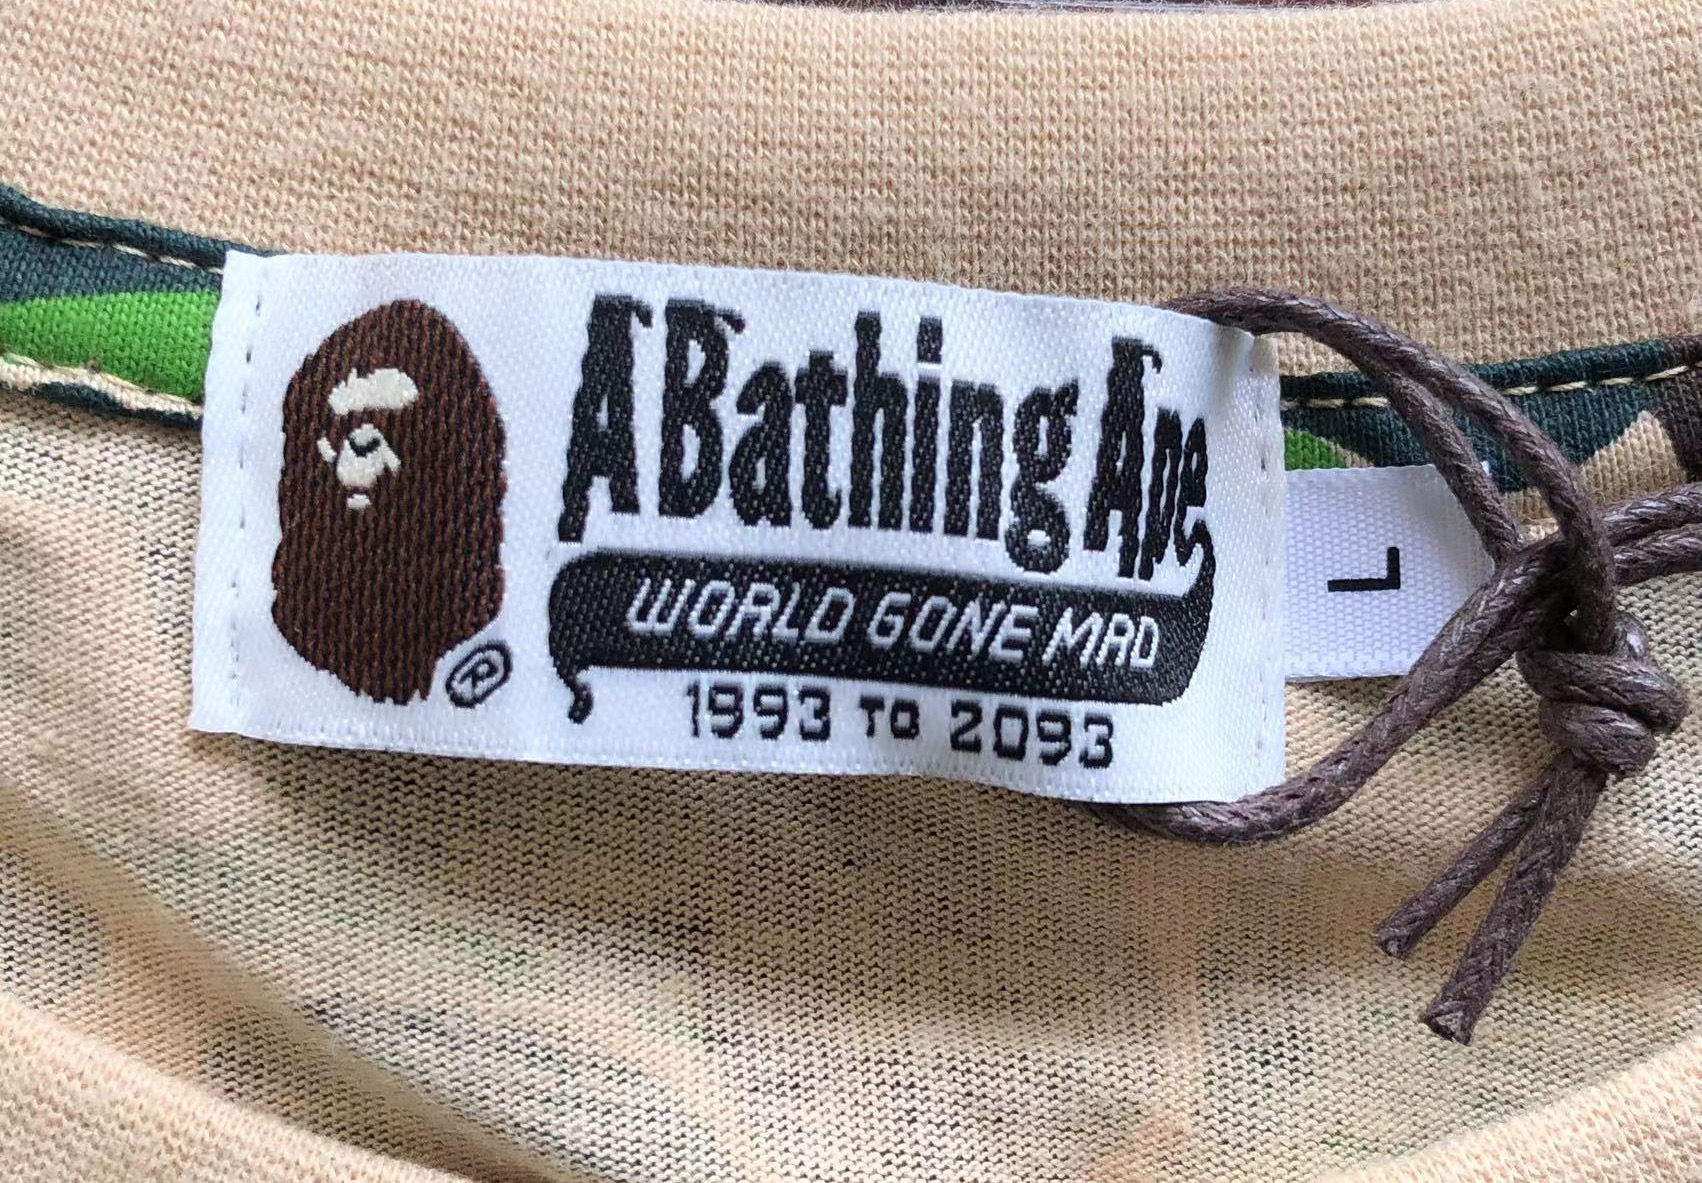 A Bathing Ape
WORLD GONE MAD
1993 TO 2093
®
L